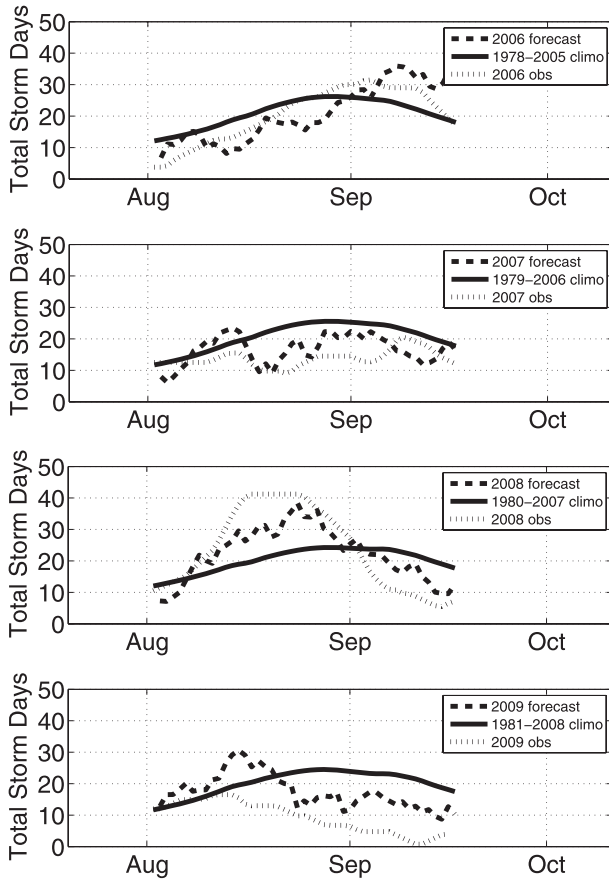 Total Storm Days
50
40
30
20
10
0
Aug
Sep
Oct
2006 forecast
1978–2005 climo
2006 obs
Total Storm Days
50
40
30
20
10
0
Aug
Sep
Oct
2007 forecast
1979–2006 climo
2007 obs
Total Storm Days
50
40
30
20
10
0
Aug
Sep
Oct
2008 forecast
1980–2007 climo
2008 obs
Total Storm Days
50
40
30
20
10
0
Aug
Sep
Oct
2009 forecast
1981–2008 climo
2009 obs